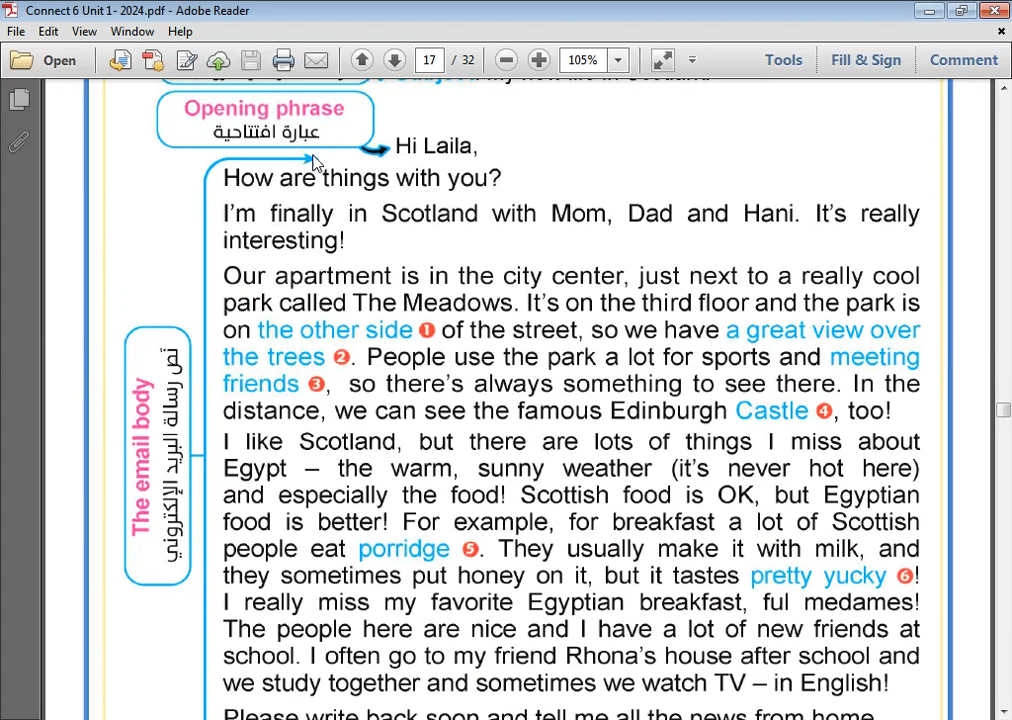 Connect 6 Unit 1- 2024.pdf - Adobe Reader
File Edit View Window Help
Open 17 / 32 105% Tools Fill & Sign Comment
Opening phrase
عبارة افتتاحية
Hi Laila,
How are things with you?
I'm finally in Scotland with Mom, Dad and Hani. It's really
interesting!
Our apartment is in the city center, just next to a really cool
park called The Meadows. It's on the third floor and the park is
on the other side 1 of the street, so we have a great view over
the trees 2. People use the park a lot for sports and meeting
friends 3, so there's always something to see there. In the
distance, we can see the famous Edinburgh Castle 4, too!
I like Scotland, but there are lots of things I miss about
Egypt – the warm, sunny weather (it's never hot here)
and especially the food! Scottish food is OK, but Egyptian
food is better! For example, for breakfast a lot of Scottish
people eat porridge 5. They usually make it with milk, and
they sometimes put honey on it, but it tastes pretty yucky 6!
I really miss my favorite Egyptian breakfast, ful medames!
The people here are nice and I have a lot of new friends at
school. I often go to my friend Rhona's house after school and
we study together and sometimes we watch TV – in English!
Please write back soon and tell me all the news from home
The email body
نص رسالة البريد الإلكتروني